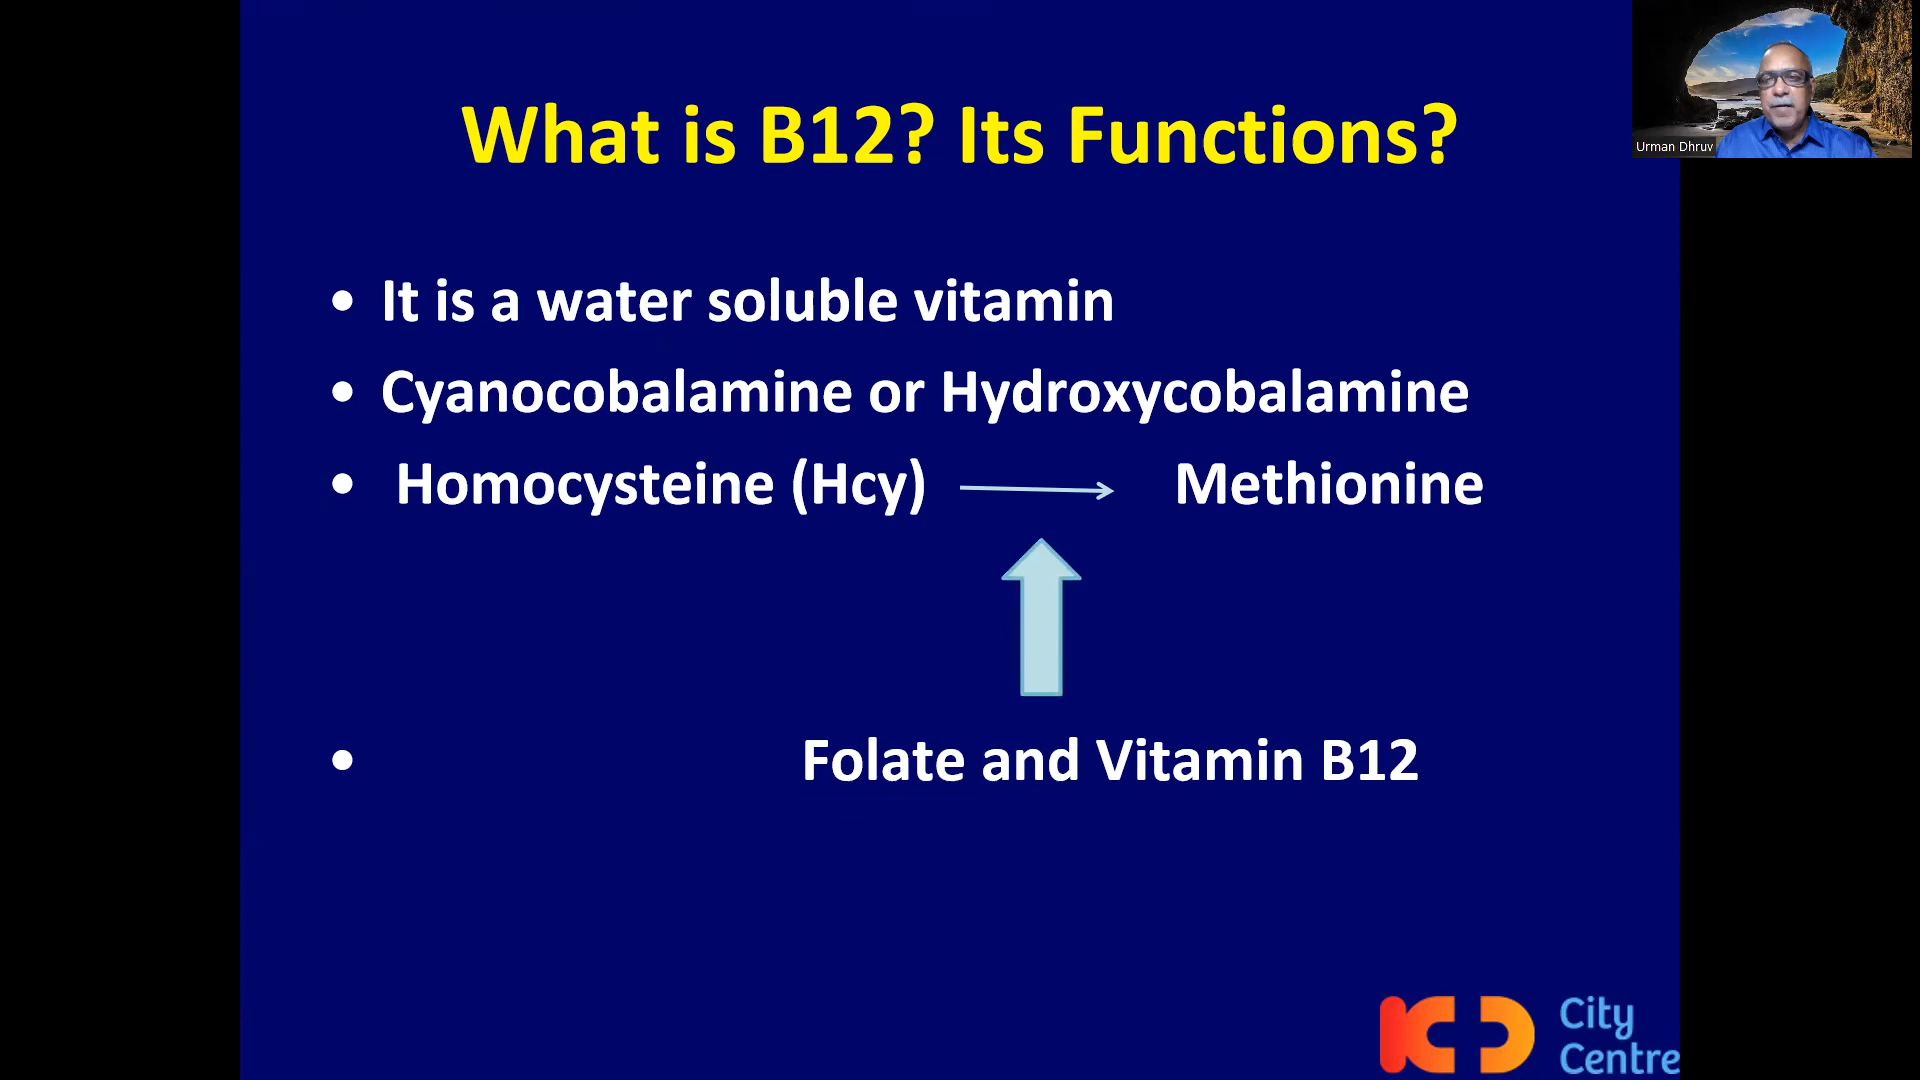 What is B12? Its Functions?
Urman Dhruv
• It is a water soluble vitamin
• Cyanocobalamine or Hydroxycobalamine
• Homocysteine (Hcy) → Methionine
• Folate and Vitamin B12
KD City
Centre